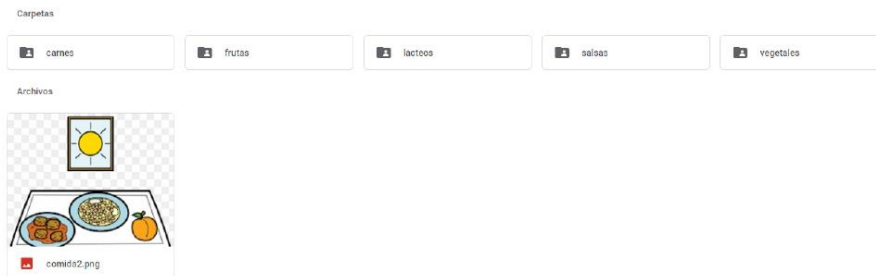 Carpetas
carnes
frutas
lacteos
salsas
vegetales
Archivos
comida2.png